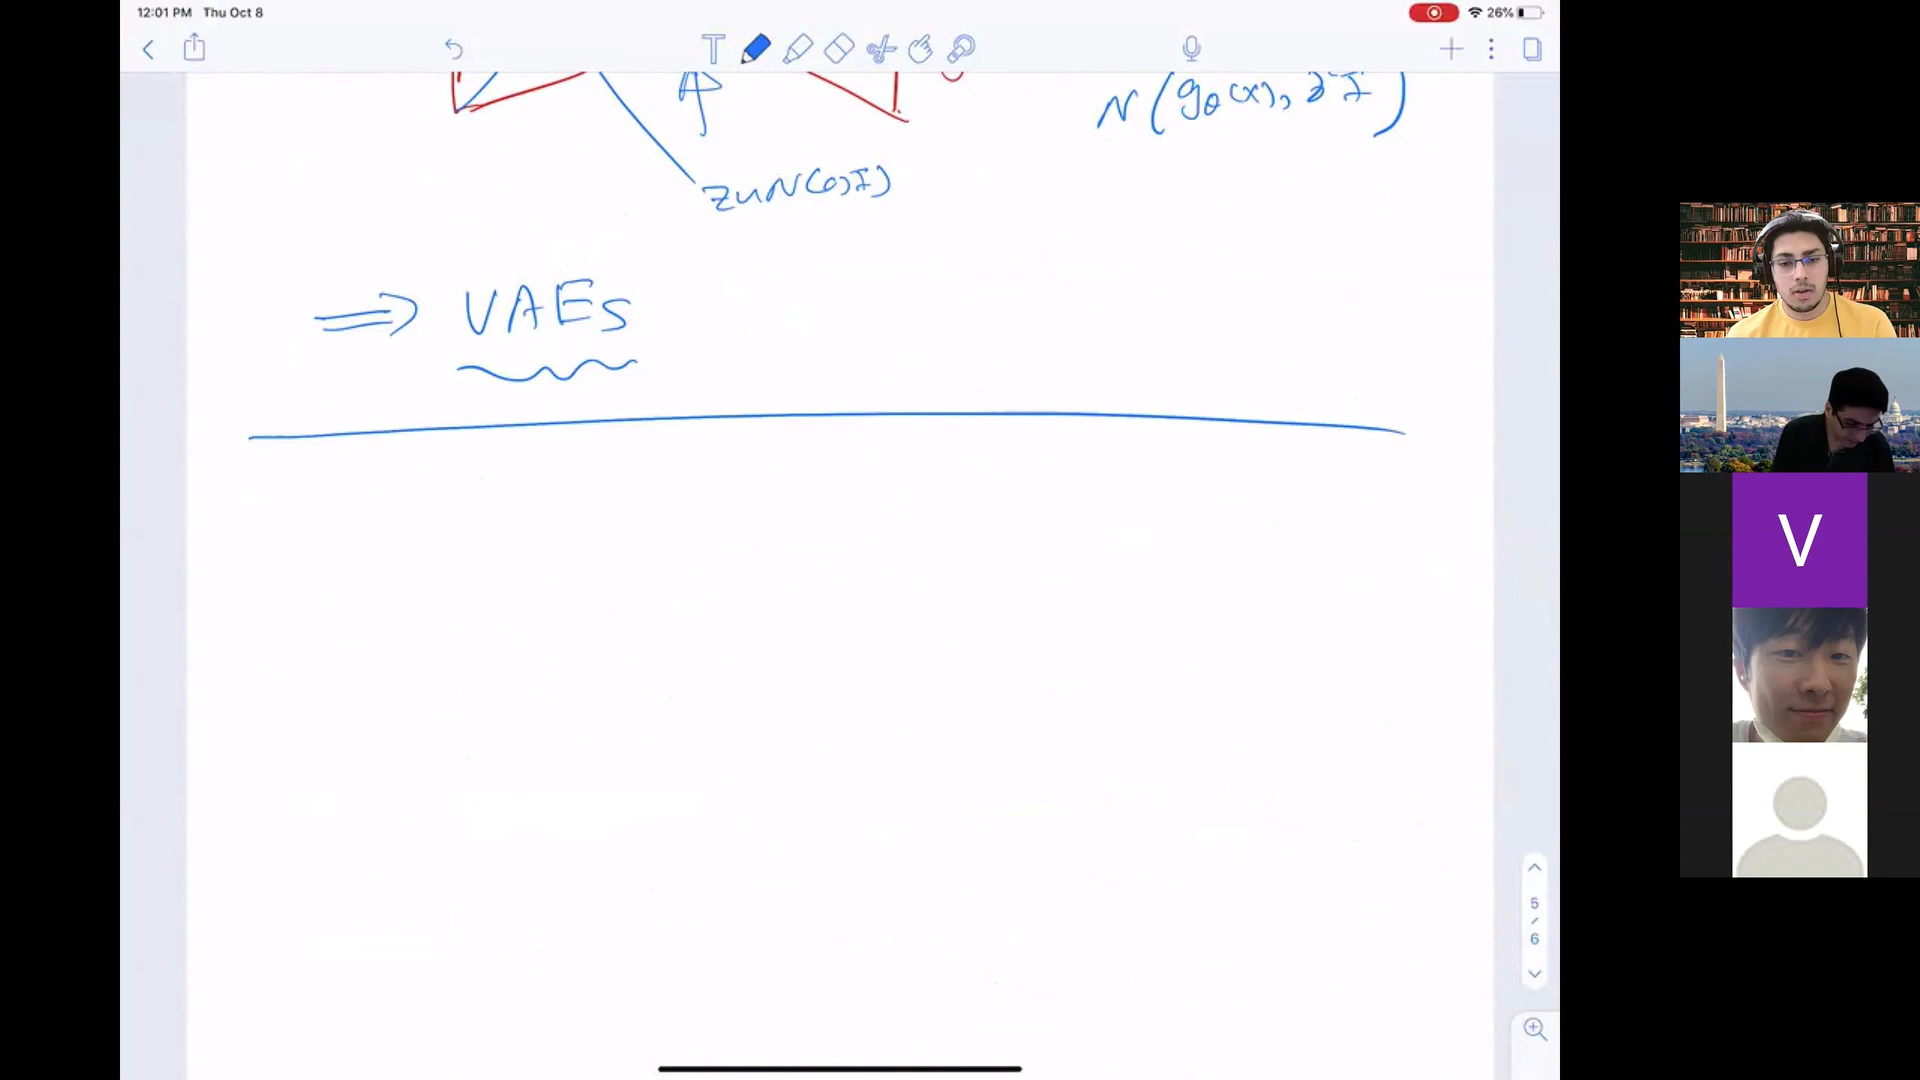 12:01 PM Thu Oct 8
26%
T
N(gθ(x), σ²I)
z~N(0,I)
⇒ VAEs
V
5
/
6